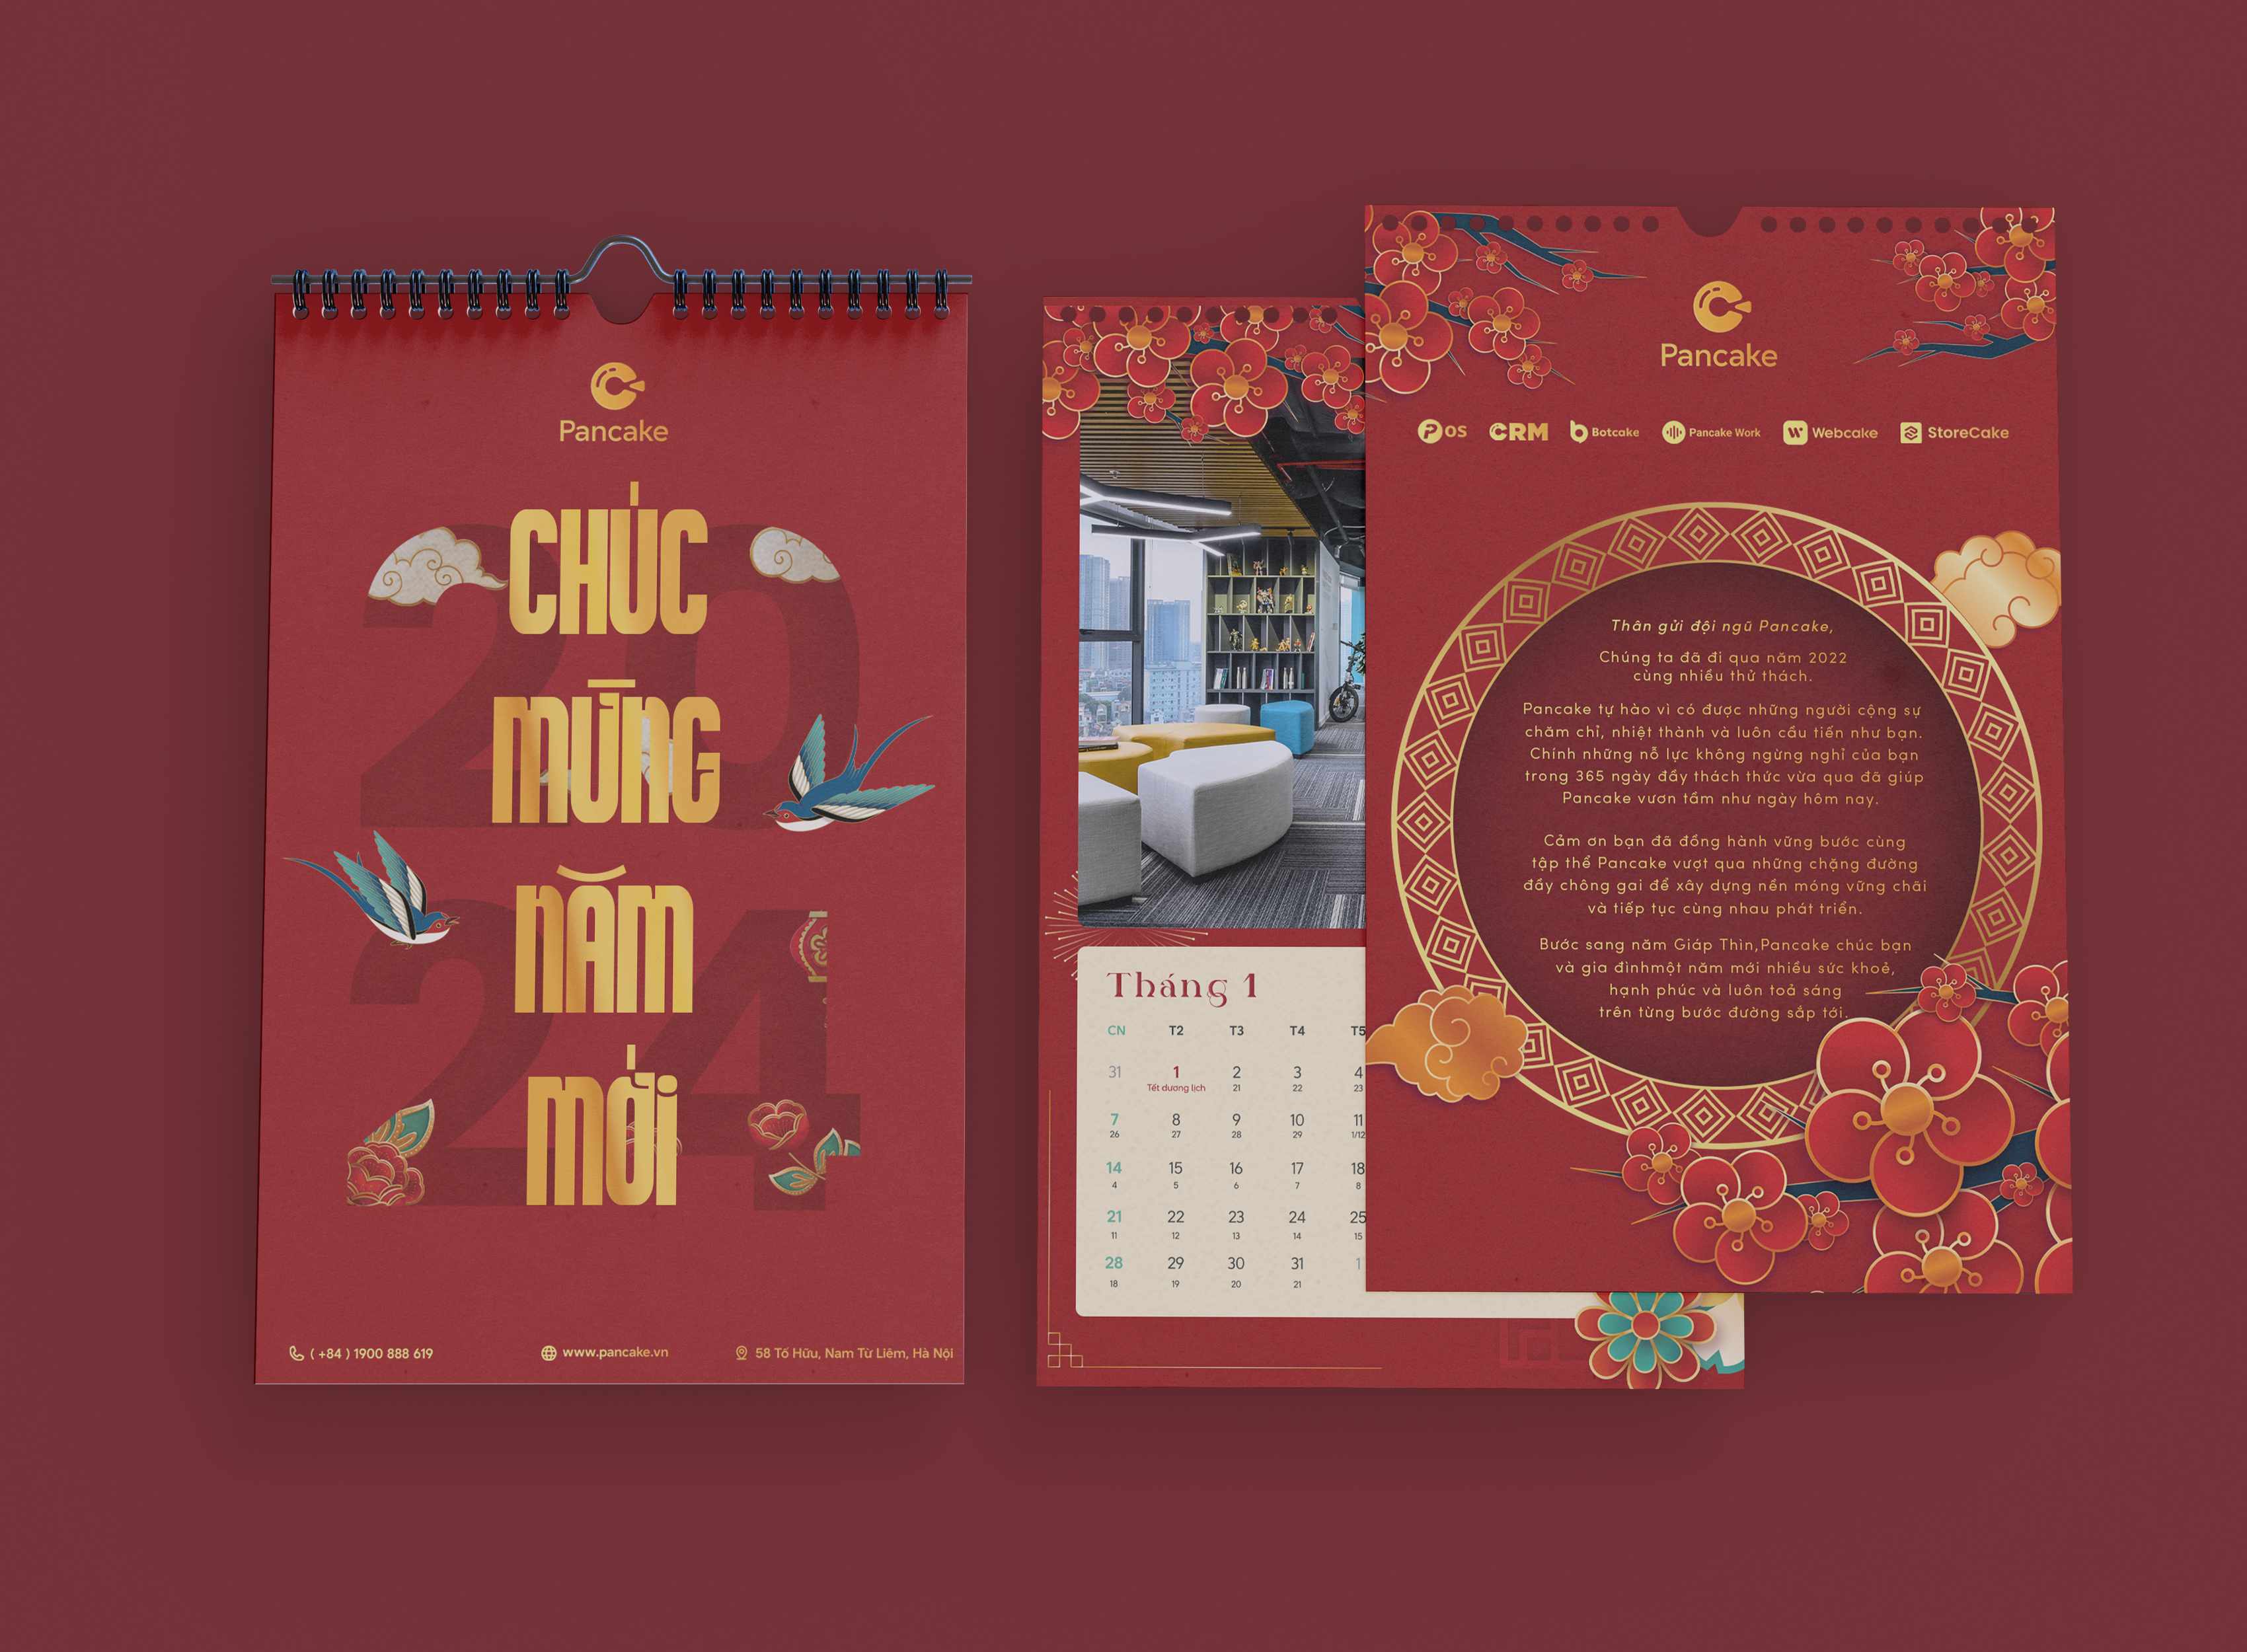 Pancake
2024
CHÚC
MỪNG
NĂM
MỚI
( +84 ) 1900 888 619
www.pancake.vn
58 Tố Hữu, Nam Từ Liêm, Hà Nội
Tháng 1
CN T2 T3 T4 T5
31 1 2 3 4
Tết dương lịch 21 22 23
7 8 9 10 11
26 27 28 29 1/12
14 15 16 17 18
4 5 6 7 8
21 22 23 24 25
11 12 13 14 15
28 29 30 31 1
18 19 20 21
Pancake
POS CRM Botcake Pancake Work Webcake StoreCake
Thân gửi đội ngũ Pancake,
Chúng ta đã đi qua năm 2022
cùng nhiều thử thách.
Pancake tự hào vì có được những người cộng sự
chăm chỉ, nhiệt thành và luôn cầu tiến như bạn.
Chính những nỗ lực không ngừng nghỉ của bạn
trong 365 ngày đầy thách thức vừa qua đã giúp
Pancake vươn tầm như ngày hôm nay.
Cảm ơn bạn đã đồng hành vững bước cùng
tập thể Pancake vượt qua những chặng đường
đầy chông gai để xây dựng nền móng vững chãi
và tiếp tục cùng nhau phát triển.
Bước sang năm Giáp Thìn,Pancake chúc bạn
và gia đìnhmột năm mới nhiều sức khoẻ,
hạnh phúc và luôn toả sáng
trên từng bước đường sắp tới.